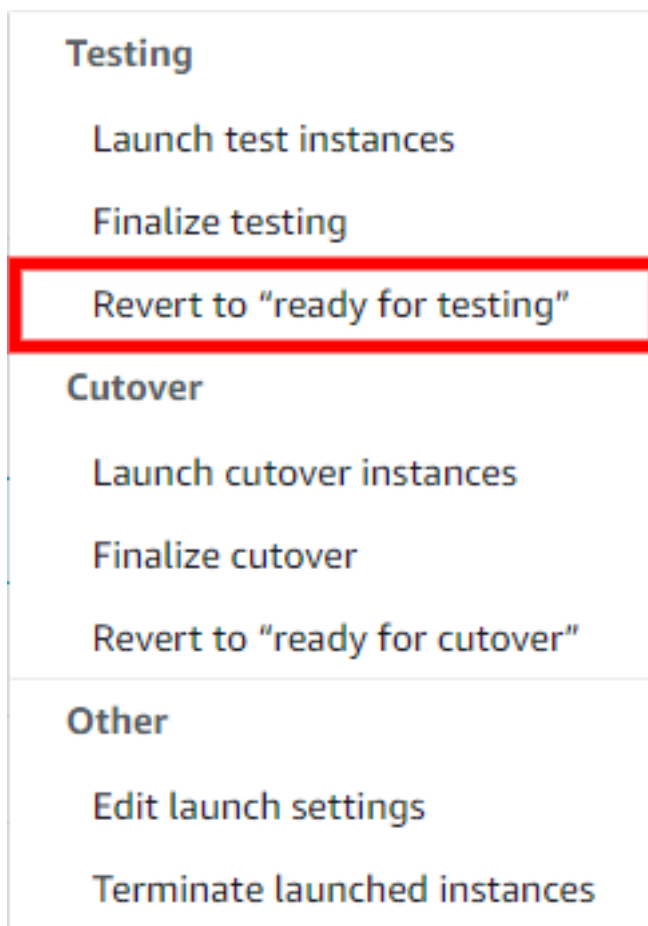 Testing
Launch test instances
Finalize testing
Revert to “ready for testing”
Cutover
Launch cutover instances
Finalize cutover
Revert to “ready for cutover”
Other
Edit launch settings
Terminate launched instances